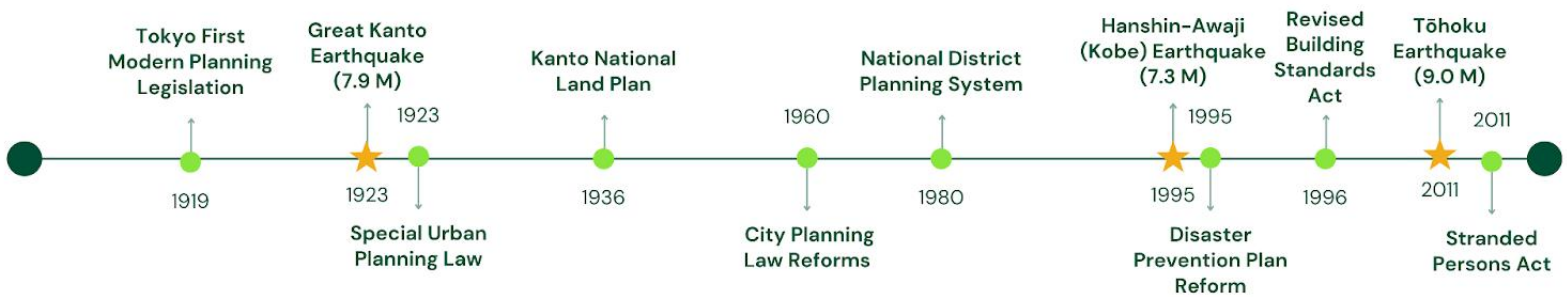 Tokyo First
Modern Planning
Legislation
1919
Great Kanto
Earthquake
(7.9 M)
1923
1923
Special Urban
Planning Law
Kanto National
Land Plan
1936
1960
City Planning
Law Reforms
National District
Planning System
1980
Hanshin-Awaji
(Kobe) Earthquake
(7.3 M)
1995
1995
Disaster
Prevention Plan
Reform
Revised
Building
Standards
Act
1996
Tōhoku
Earthquake
(9.0 M)
2011
2011
Stranded
Persons Act